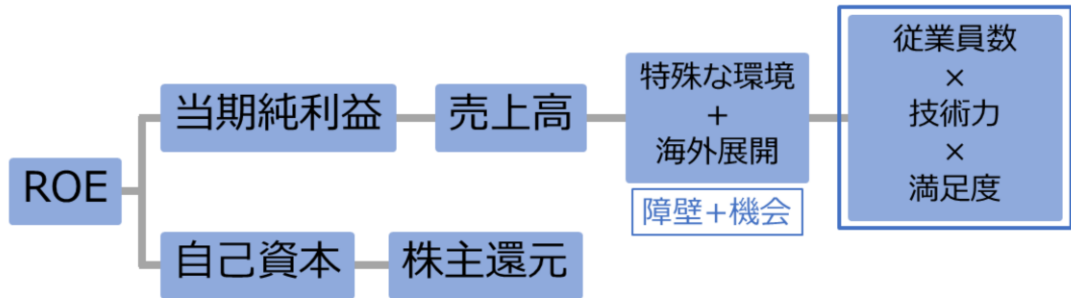 ROE
当期純利益
売上高
特殊な環境
+
海外展開
障壁+機会
従業員数
×
技術力
×
満足度
自己資本
株主還元